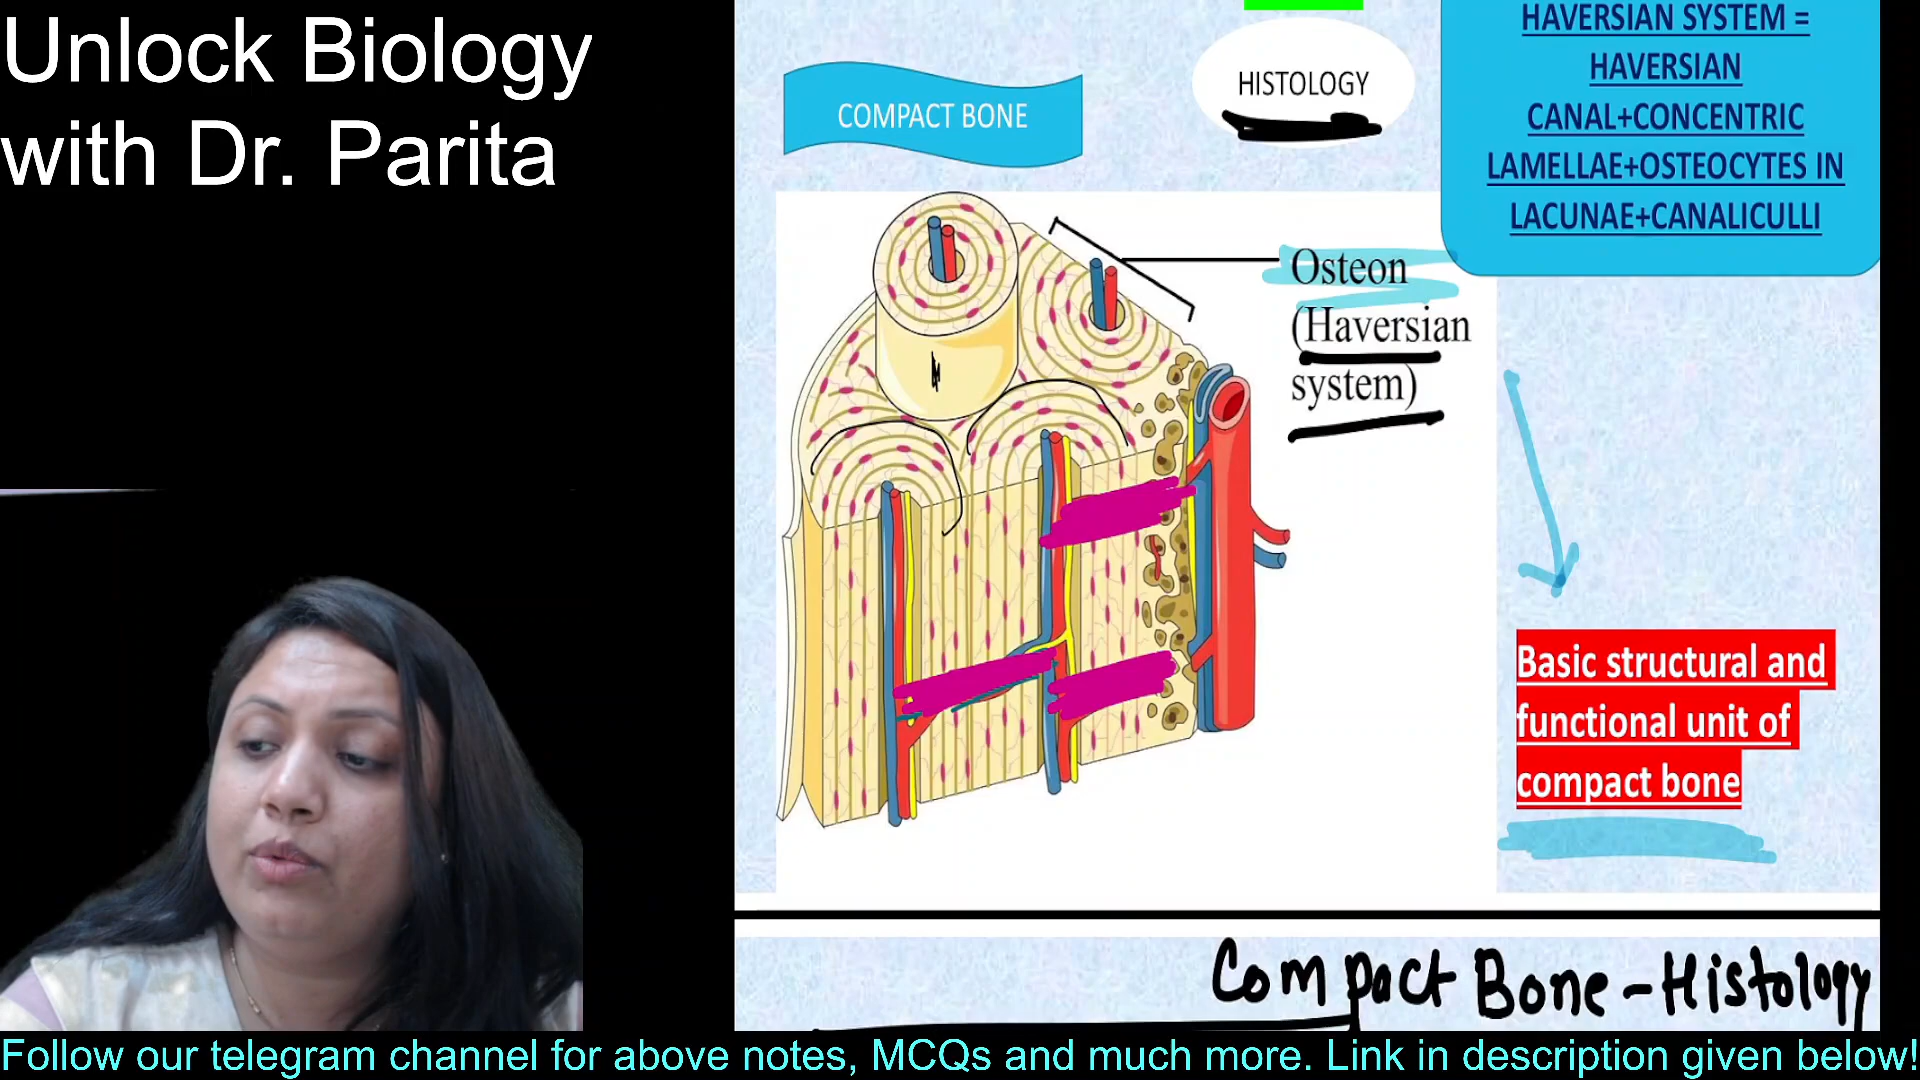 Unlock Biology
with Dr. Parita
COMPACT BONE
HISTOLOGY
HAVERSIAN SYSTEM =
HAVERSIAN
CANAL+CONCENTRIC
LAMELLAE+OSTEOCYTES IN
LACUNAE+CANALICULLI
Osteon
(Haversian
system)
Basic structural and
functional unit of
compact bone
Compact Bone - Histology
Follow our telegram channel for above notes, MCQs and much more. Link in description given below!